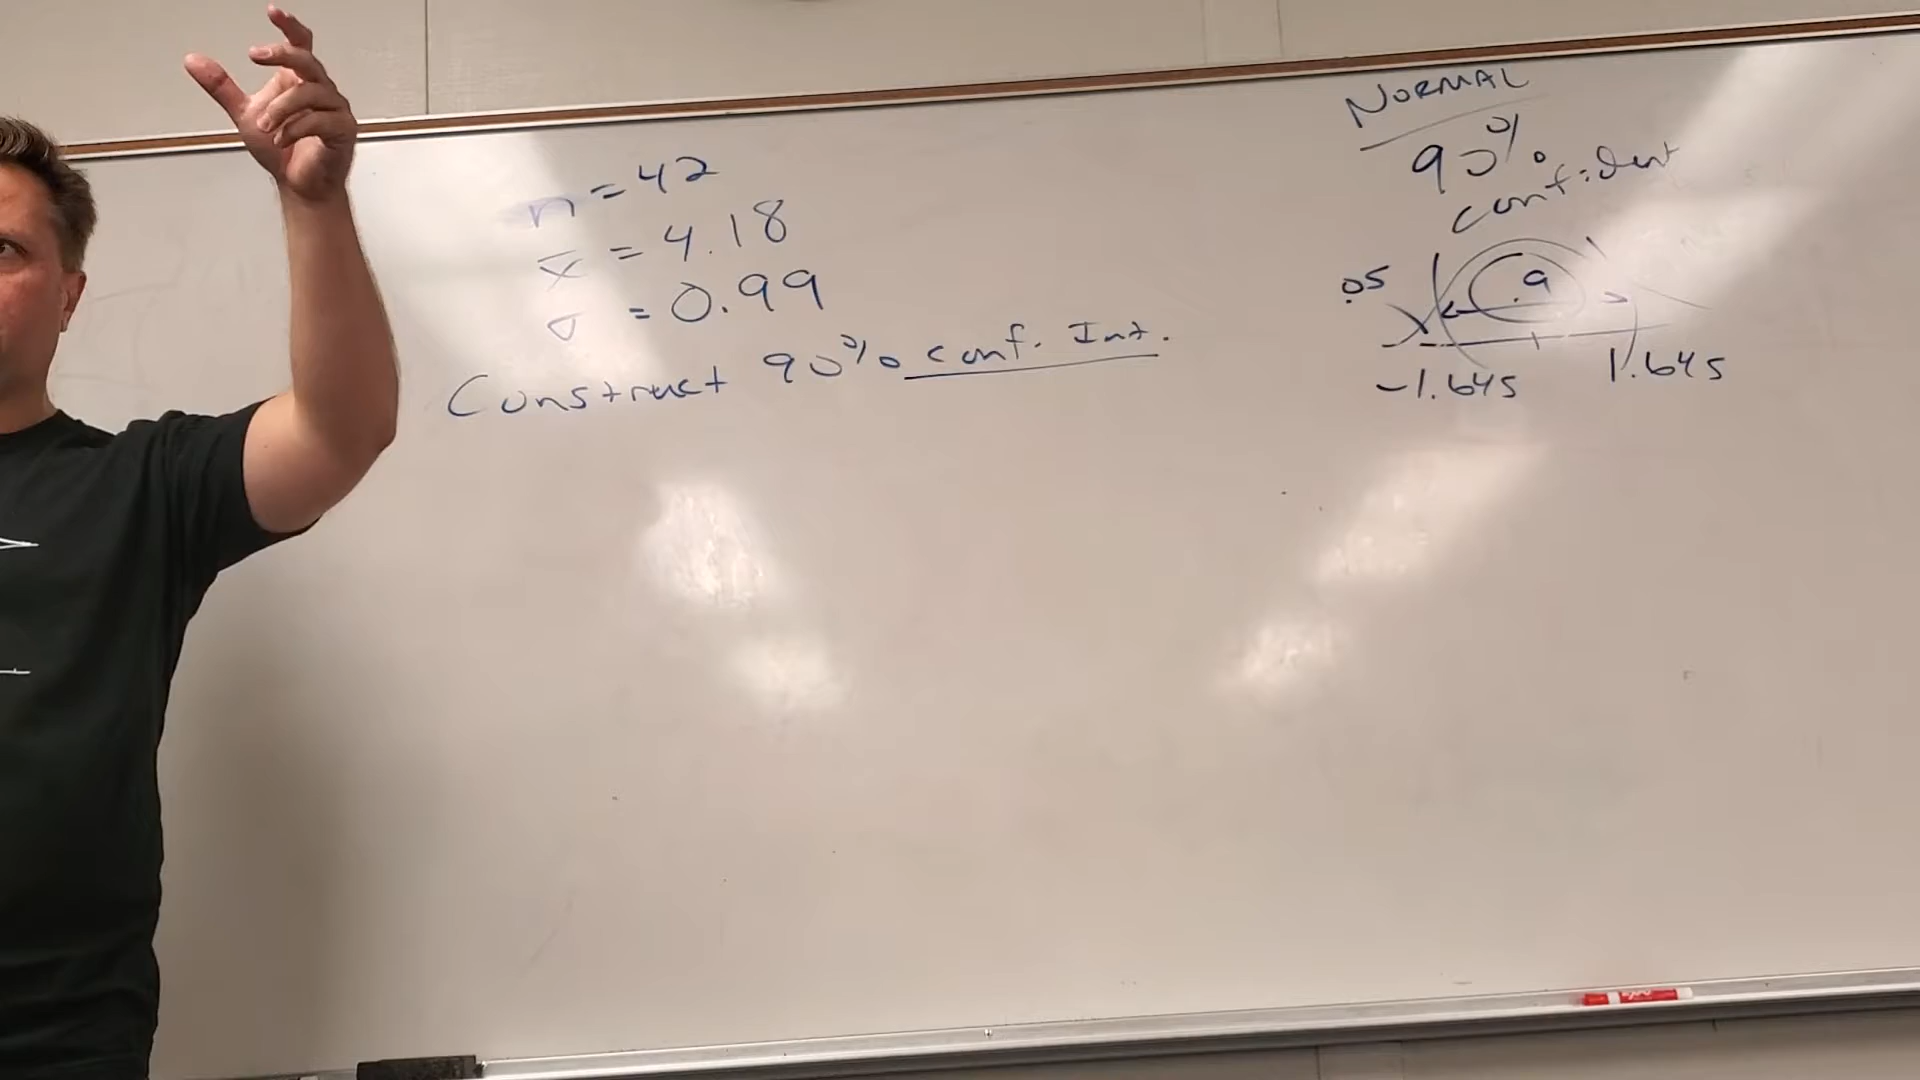 n = 42
x̄ = 4.18
σ = 0.99
Construct 90% conf. Int.
NORMAL
90%
confident
.05
.9
-1.645
1.645